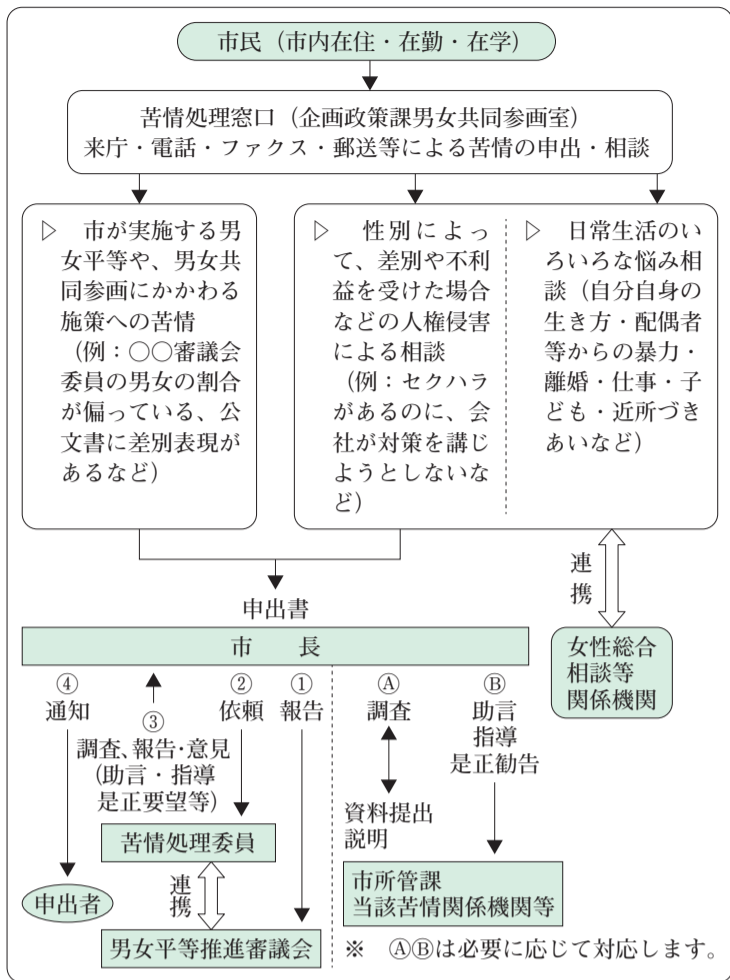 市民（市内在住・在勤・在学）
苦情処理窓口（企画政策課男女共同参画室）
来庁・電話・ファクス・郵送等による苦情の申出・相談
▷　市が実施する男
女平等や、男女共
同参画にかかわる
施策への苦情
（例：〇〇審議会
委員の男女の割合
が偏っている、公
文書に差別表現が
あるなど）
▷　性別によっ
て、差別や不利
益を受けた場合
などの人権侵害
による相談
（例：セクハラ
があるのに、会
社が対策を講じ
ようとしないな
ど）
▷　日常生活のい
ろいろな悩み相
談（自分自身の
生き方・配偶者
等からの暴力・
離婚・仕事・子
ども・近所づき
あいなど）
連携
女性総合
相談等
関係機関
申出書
市　長
④
通知
③
調査、報告・意見
（助言・指導
是正要望等）
②
依頼
①
報告
Ⓐ
調査
資料提出
説明
Ⓑ
助言
指導
是正勧告
苦情処理委員
連携
申出者
男女平等推進審議会
市所管課
当該苦情関係機関等
※　ⒶⒷは必要に応じて対応します。